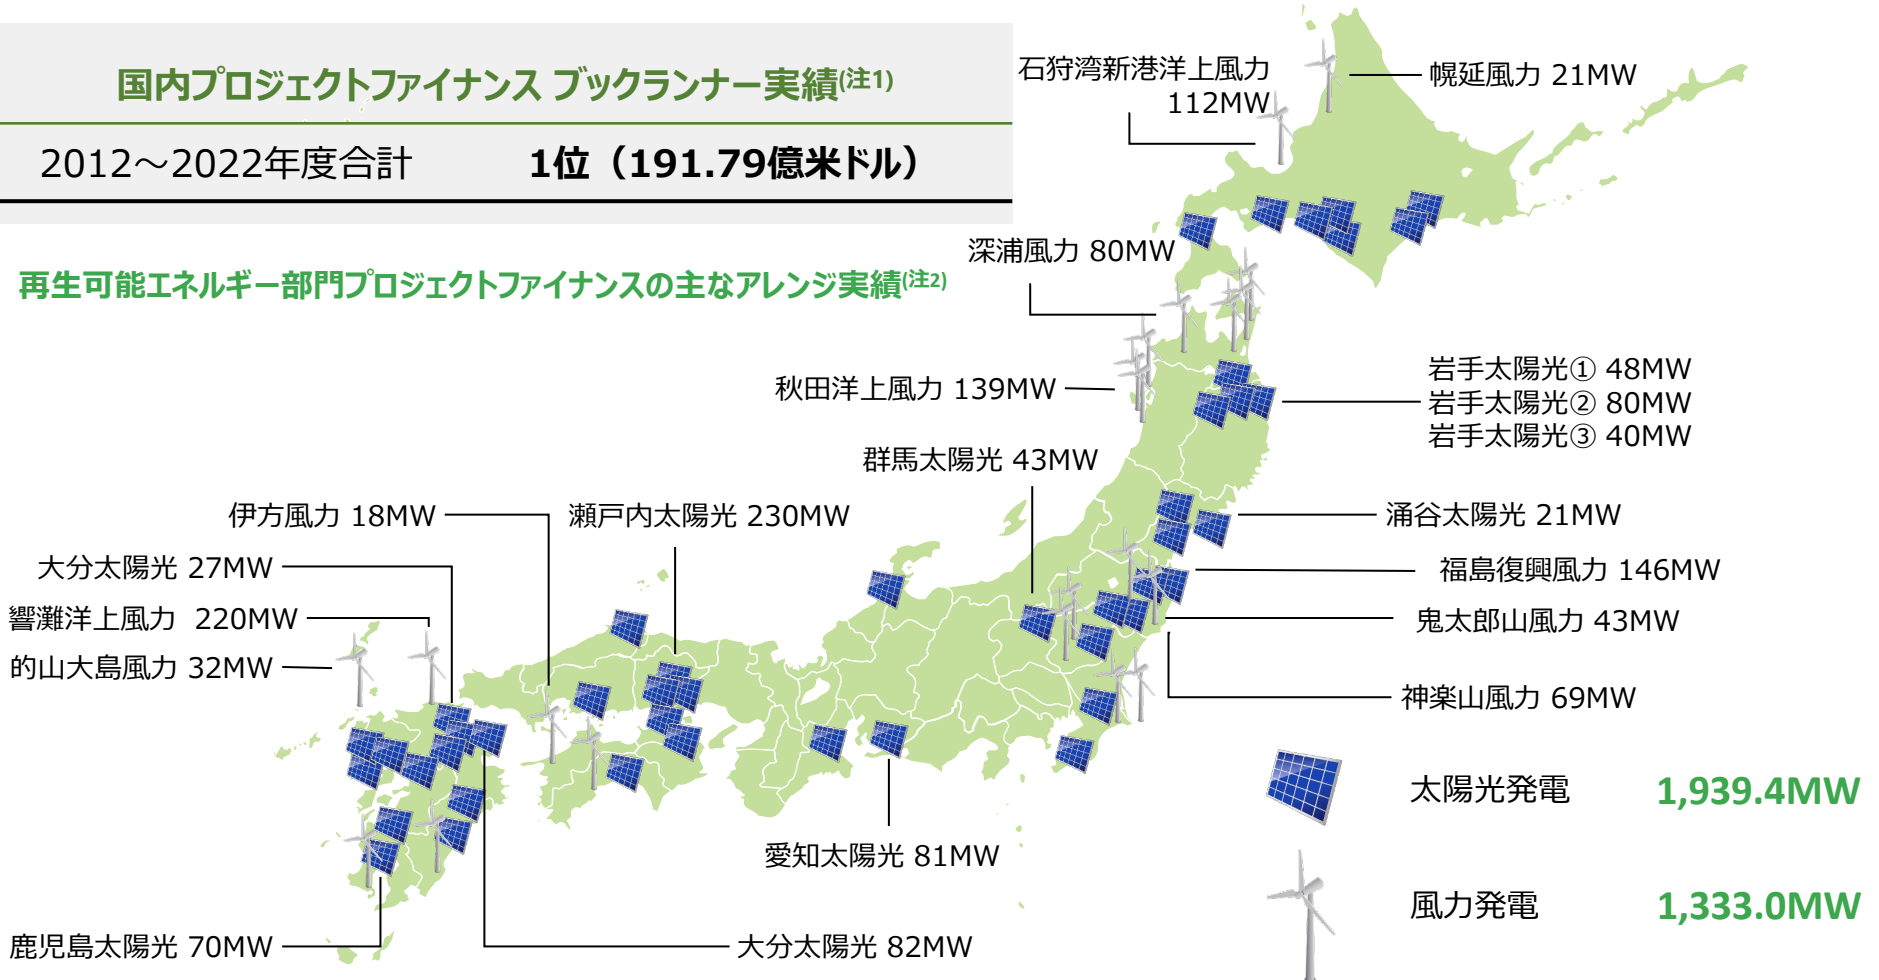 国内プロジェクトファイナンス ブックランナー実績(注1)
2012～2022年度合計 1位（191.79億米ドル）
再生可能エネルギー部門プロジェクトファイナンスの主なアレンジ実績(注2)
石狩湾新港洋上風力
112MW
幌延風力 21MW
深浦風力 80MW
秋田洋上風力 139MW
岩手太陽光① 48MW
岩手太陽光② 80MW
岩手太陽光③ 40MW
群馬太陽光 43MW
伊方風力 18MW
瀬戸内太陽光 230MW
涌谷太陽光 21MW
大分太陽光 27MW
福島復興風力 146MW
響灘洋上風力 220MW
鬼太郎山風力 43MW
的山大島風力 32MW
神楽山風力 69MW
太陽光発電 1,939.4MW
愛知太陽光 81MW
風力発電 1,333.0MW
鹿児島太陽光 70MW
大分太陽光 82MW